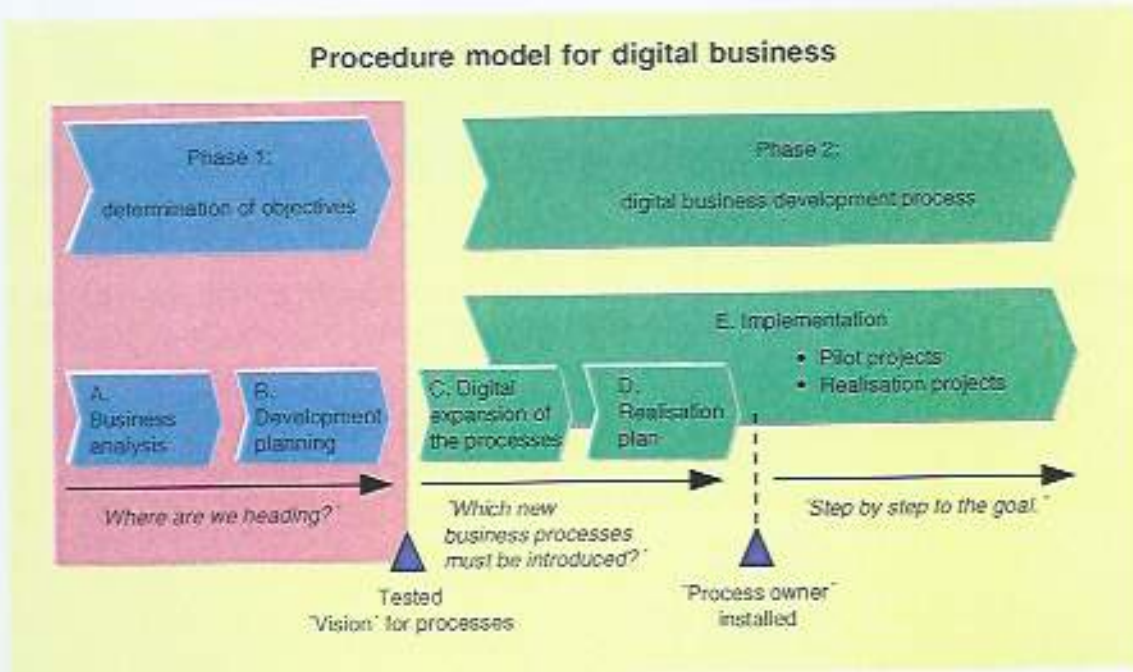 Procedure model for digital business
Phase 1:
determination of objectives
Phase 2:
digital business development process
E. Implementation
• Pilot projects
• Realisation projects
A.
Business
analysis
B.
Development
planning
C. Digital
expansion of
the processes
D.
Realisation
plan
"Where are we heading?"
"Which new
business processes
must be introduced?"
"Step by step to the goal."
Tested
"Vision" for processes
"Process owner"
installed